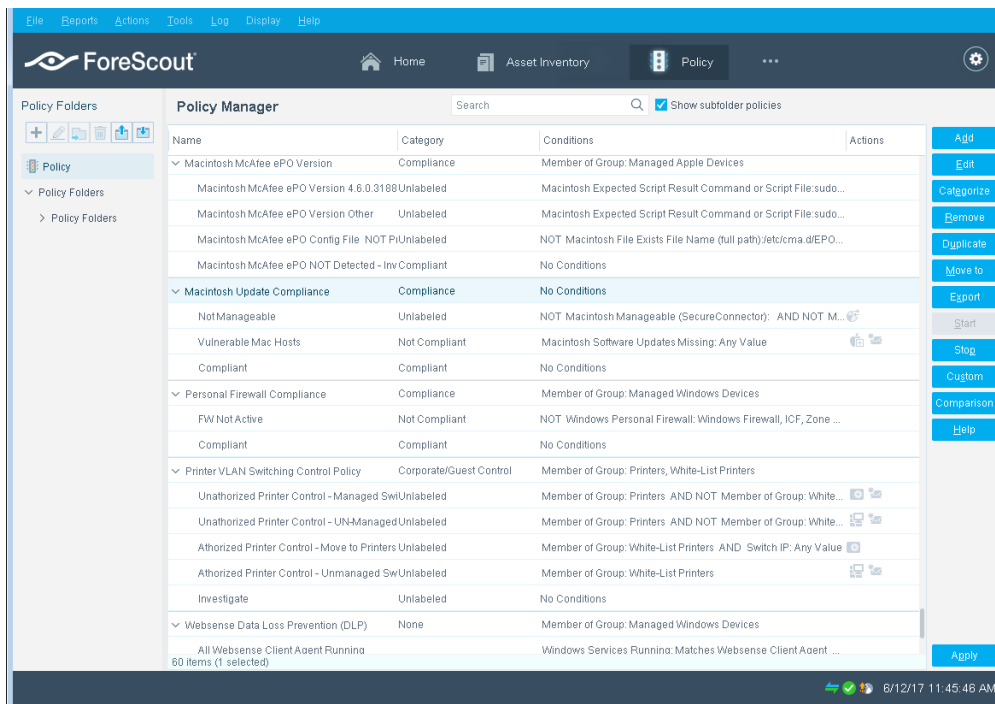 File Reports Actions Tools Log Display Help
ForeScout
Home
Asset Inventory
Policy
Policy Folders
Policy
Policy Folders
Policy Folders
Policy Manager
Search
Show subfolder policies
Name Category Conditions Actions
Macintosh McAfee ePO Version Compliance Member of Group: Managed Apple Devices
Macintosh McAfee ePO Version 4.6.0.3188 Unlabeled Macintosh Expected Script Result Command or Script File:sudo...
Macintosh McAfee ePO Version Other Unlabeled Macintosh Expected Script Result Command or Script File:sudo...
Macintosh McAfee ePO Config File NOT Pr Unlabeled NOT Macintosh File Exists File Name (full path):/etc/cma.d/EPO...
Macintosh McAfee ePO NOT Detected - Inv Compliant No Conditions
Macintosh Update Compliance Compliance No Conditions
Not Manageable Unlabeled NOT Macintosh Manageable (SecureConnector): AND NOT M...
Vulnerable Mac Hosts Not Compliant Macintosh Software Updates Missing: Any Value
Compliant Compliant No Conditions
Personal Firewall Compliance Compliance Member of Group: Managed Windows Devices
FW Not Active Not Compliant NOT Windows Personal Firewall: Windows Firewall, ICF, Zone ...
Compliant Compliant No Conditions
Printer VLAN Switching Control Policy Corporate/Guest Control Member of Group: Printers, White-List Printers
Unathorized Printer Control - Managed Swi Unlabeled Member of Group: Printers AND NOT Member of Group: White...
Unathorized Printer Control - UN-Managed Unlabeled Member of Group: Printers AND NOT Member of Group: White...
Athorized Printer Control - Move to Printers Unlabeled Member of Group: White-List Printers AND Switch IP: Any Value
Athorized Printer Control - Unmanaged Sw Unlabeled Member of Group: White-List Printers
Investigate Unlabeled No Conditions
Websense Data Loss Prevention (DLP) None Member of Group: Managed Windows Devices
All Websense Client Agent Running Windows Services Running: Matches Websense Client Agent ...
60 items (1 selected)
Add
Edit
Categorize
Remove
Duplicate
Move to
Export
Start
Stop
Custom
Comparison
Help
Apply
6/12/17 11:45:46 AM